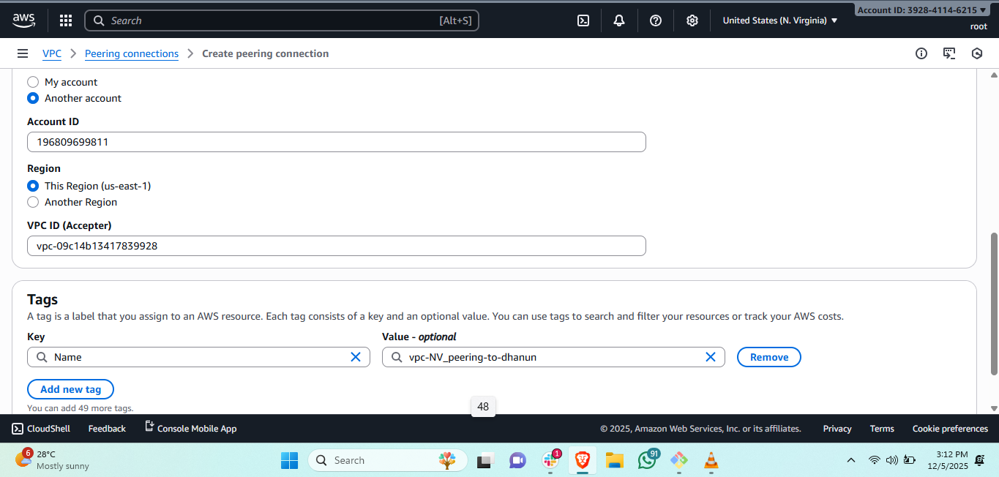 aws
Search [Alt+S]
United States (N. Virginia) ▼
Account ID: 3928-4114-6215 ▼
root
VPC > Peering connections > Create peering connection
My account
Another account
Account ID
196809699811
Region
This Region (us-east-1)
Another Region
VPC ID (Accepter)
vpc-09c14b13417839928
Tags
A tag is a label that you assign to an AWS resource. Each tag consists of a key and an optional value. You can use tags to search and filter your resources or track your AWS costs.
Key
Value - optional
Name
vpc-NV_peering-to-dhanun
Remove
Add new tag
You can add 49 more tags.
48
CloudShell
Feedback
Console Mobile App
© 2025, Amazon Web Services, Inc. or its affiliates.
Privacy
Terms
Cookie preferences
6
28°C
Mostly sunny
Search
1
91
3:12 PM
12/5/2025